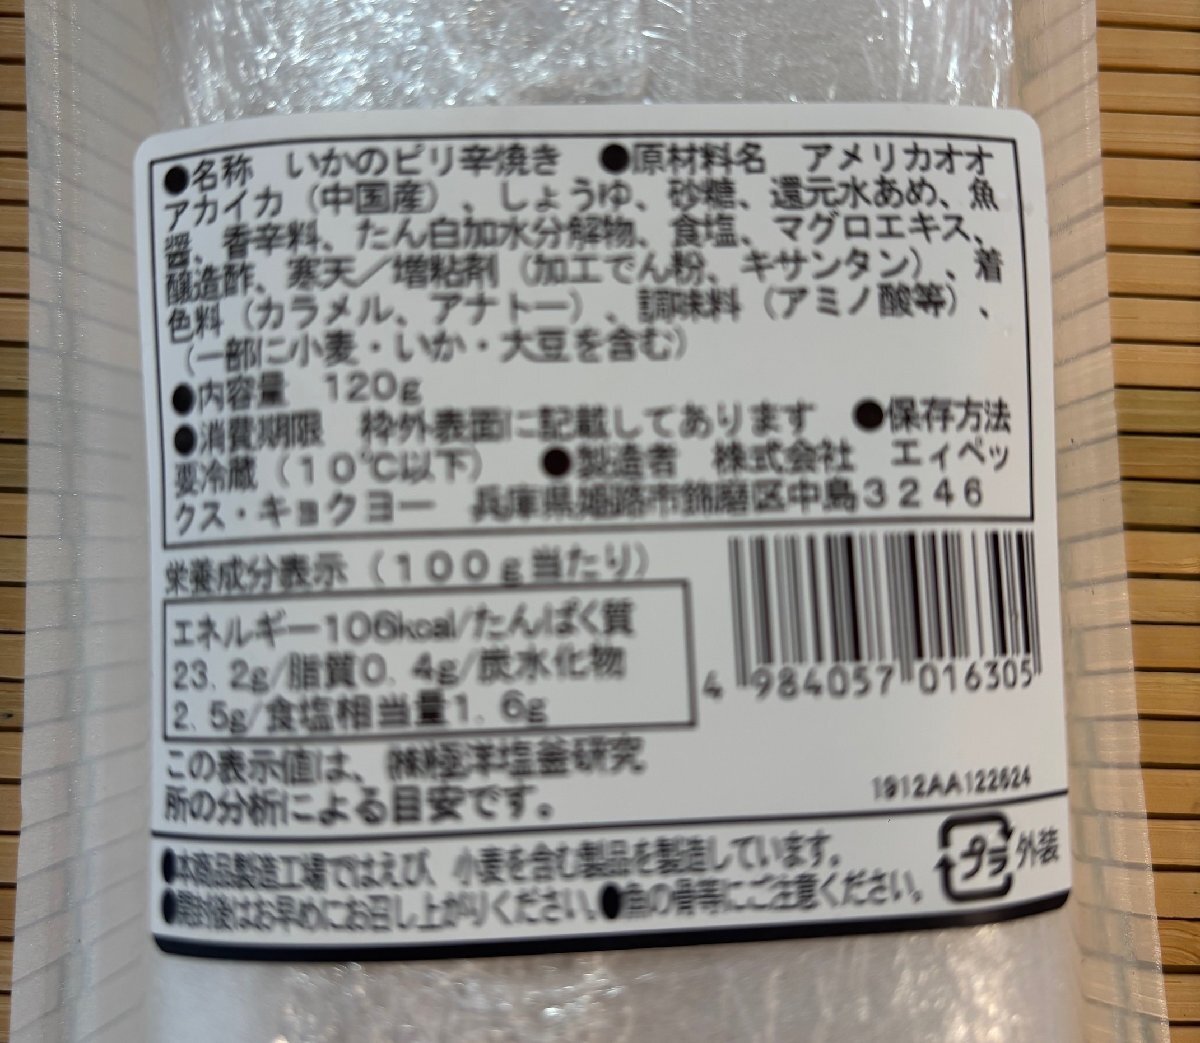 ●名称 いかのピリ辛焼き ●原材料名 アメリカオオ
アカイカ（中国産）、しょうゆ、砂糖、還元水あめ、魚
醤、香辛料、たん白加水分解物、食塩、マグロエキス、
醸造酢、寒天／増粘剤（加工でん粉、キサンタン）、着
色料（カラメル、アナトー）、調味料（アミノ酸等）、
（一部に小麦・いか・大豆を含む）
●内容量 120g
●消費期限 枠外表面に記載してあります ●保存方法
要冷蔵（10℃以下） ●製造者 株式会社 エィペッ
クス・キョクヨー 兵庫県姫路市飾磨区中島3246
栄養成分表示（100g当たり）
エネルギー106kcal/たんぱく質
23.2g/脂質0.4g/炭水化物
2.5g/食塩相当量1.6g
4 984057 016305
この表示値は、㈱極洋塩釜研究
所の分析による目安です。
1912AA122624
●本商品製造工場ではえび、小麦を含む製品を製造しています。
●開封後はお早めにお召し上がりください。●魚の骨等にご注意ください。
プラ 外装